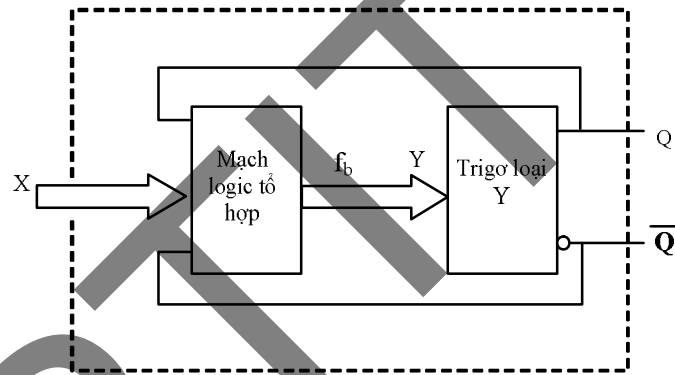 X
Mạch
logic tổ
hợp
f_b
Y
Trigơ loại
Y
Q
Q̅